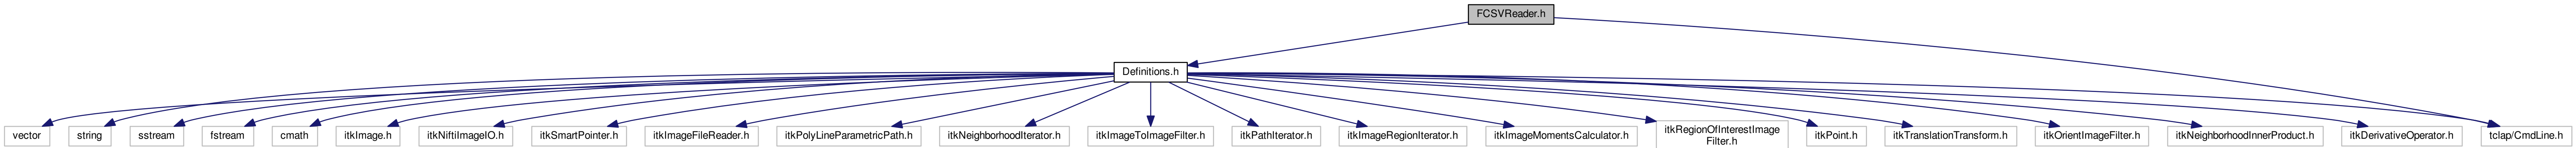 FCSVReader.h
Definitions.h
vector
string
sstream
fstream
cmath
itkImage.h
itkNiftiImageIO.h
itkSmartPointer.h
itkImageFileReader.h
itkPolyLineParametricPath.h
itkNeighborhoodIterator.h
itkImageToImageFilter.h
itkPathIterator.h
itkImageRegionIterator.h
itkImageMomentsCalculator.h
itkRegionOfInterestImage
Filter.h
itkPoint.h
itkTranslationTransform.h
itkOrientImageFilter.h
itkNeighborhoodInnerProduct.h
itkDerivativeOperator.h
tclap/CmdLine.h